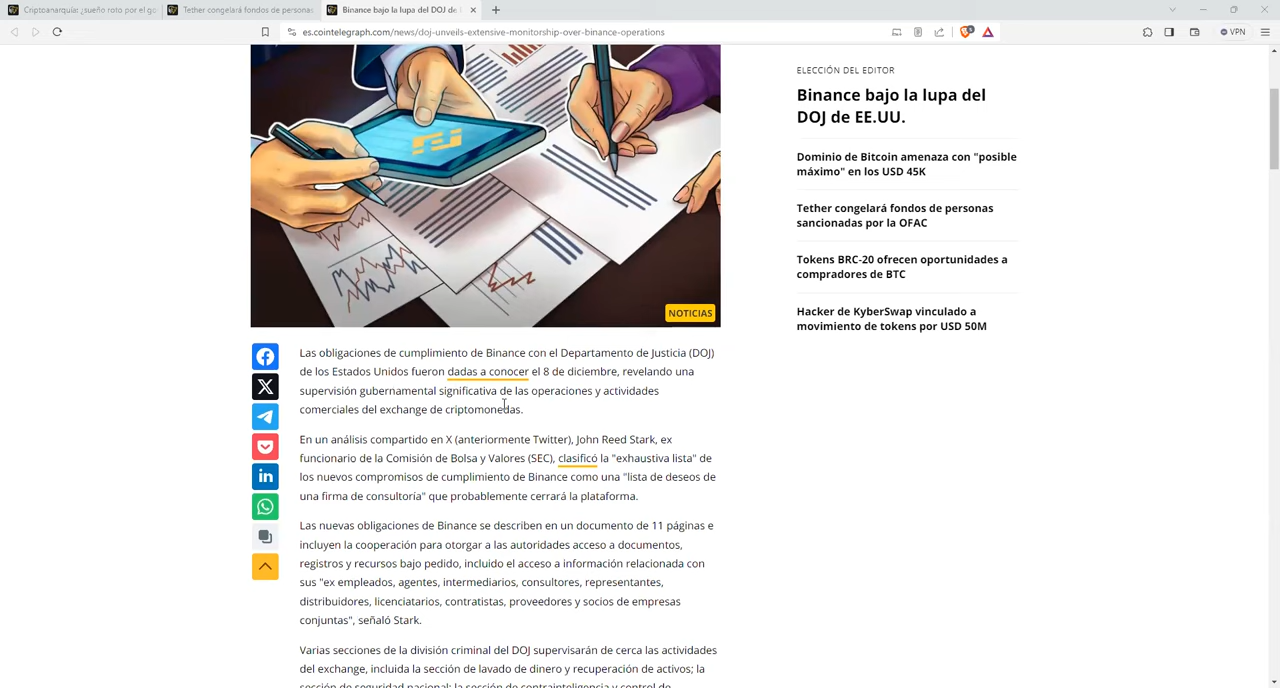 Criptoanarquía: ¿sueño roto por el go
Tether congelará fondos de personas
Binance bajo la lupa del DOJ de
es.cointelegraph.com/news/doj-unveils-extensive-monitorship-over-binance-operations
VPN
NOTICIAS
Las obligaciones de cumplimiento de Binance con el Departamento de Justicia (DOJ)
de los Estados Unidos fueron dadas a conocer el 8 de diciembre, revelando una
supervisión gubernamental significativa de las operaciones y actividades
comerciales del exchange de criptomonedas.
En un análisis compartido en X (anteriormente Twitter), John Reed Stark, ex
funcionario de la Comisión de Bolsa y Valores (SEC), clasificó la "exhaustiva lista" de
los nuevos compromisos de cumplimiento de Binance como una "lista de deseos de
una firma de consultoría" que probablemente cerrará la plataforma.
Las nuevas obligaciones de Binance se describen en un documento de 11 páginas e
incluyen la cooperación para otorgar a las autoridades acceso a documentos,
registros y recursos bajo pedido, incluido el acceso a información relacionada con
sus "ex empleados, agentes, intermediarios, consultores, representantes,
distribuidores, licenciatarios, contratistas, proveedores y socios de empresas
conjuntas", señaló Stark.
Varias secciones de la división criminal del DOJ supervisarán de cerca las actividades
del exchange, incluida la sección de lavado de dinero y recuperación de activos; la
sección de seguridad nacional; la sección de contrainteligencia y control de
ELECCIÓN DEL EDITOR
Binance bajo la lupa del
DOJ de EE.UU.
Dominio de Bitcoin amenaza con "posible
máximo" en los USD 45K
Tether congelará fondos de personas
sancionadas por la OFAC
Tokens BRC-20 ofrecen oportunidades a
compradores de BTC
Hacker de KyberSwap vinculado a
movimiento de tokens por USD 50M